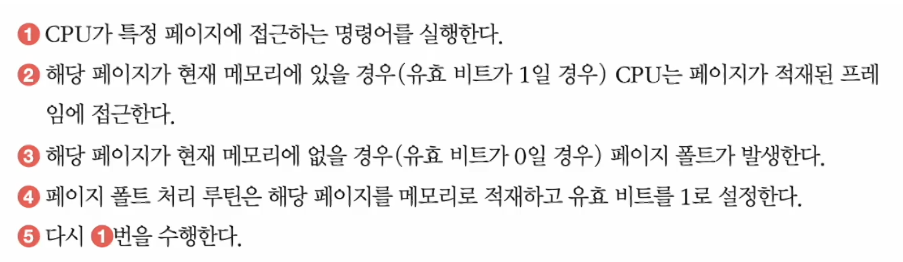 1 CPU가 특정 페이지에 접근하는 명령어를 실행한다.
2 해당 페이지가 현재 메모리에 있을 경우(유효 비트가 1일 경우) CPU는 페이지가 적재된 프레
임에 접근한다.
3 해당 페이지가 현재 메모리에 없을 경우(유효 비트가 0일 경우) 페이지 폴트가 발생한다.
4 페이지 폴트 처리 루틴은 해당 페이지를 메모리로 적재하고 유효 비트를 1로 설정한다.
5 다시 1번을 수행한다.